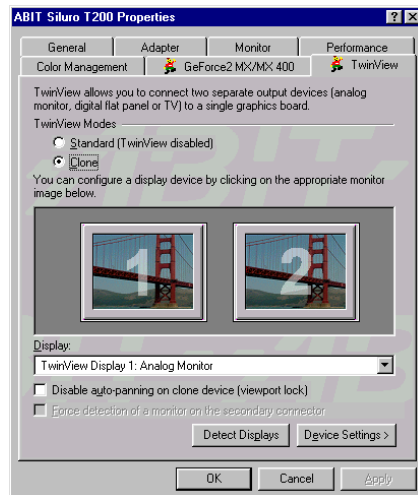 ABIT Siluro T200 Properties
General Adapter Monitor Performance
Color Management GeForce2 MX/MX 400 TwinView
TwinView allows you to connect two separate output devices (analog
monitor, digital flat panel or TV) to a single graphics board.
TwinView Modes
Standard (TwinView disabled)
Clone
You can configure a display device by clicking on the appropriate monitor
image below.
1 2
Display:
TwinView Display 1: Analog Monitor
Disable auto-panning on clone device (viewport lock)
Force detection of a monitor on the secondary connector
Detect Displays Device Settings >
OK Cancel Apply